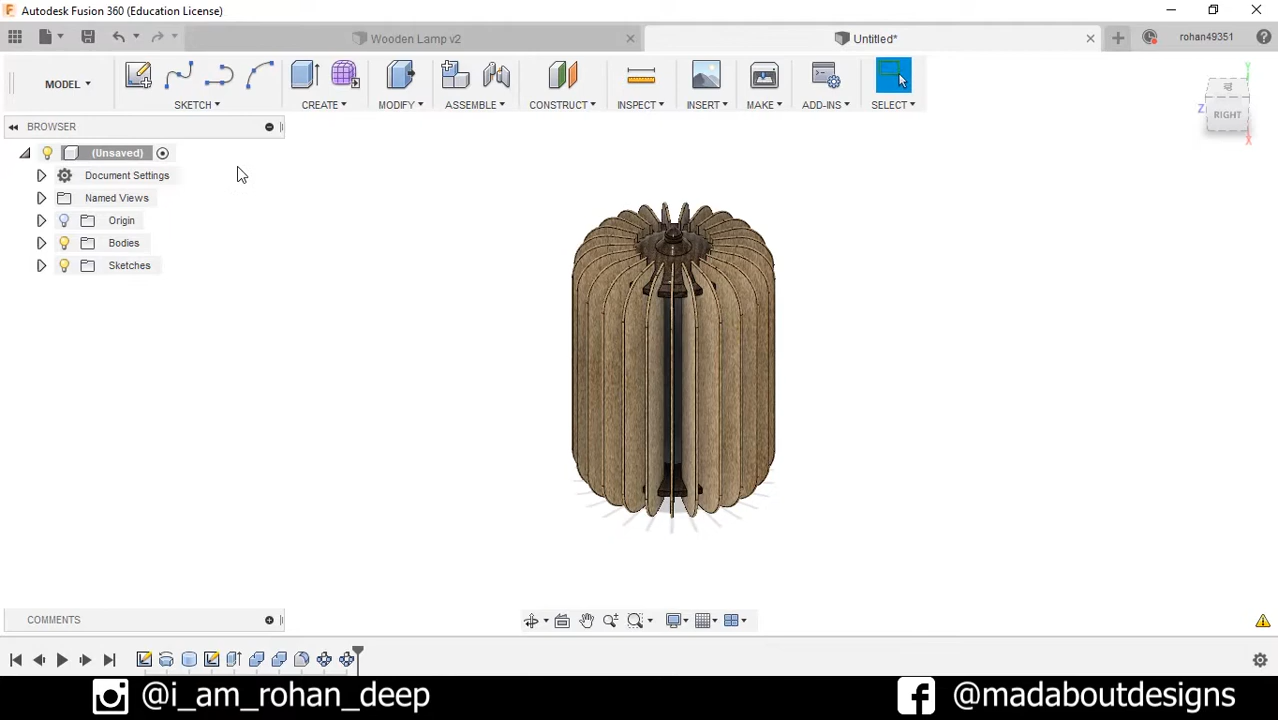 Autodesk Fusion 360 (Education License)
Wooden Lamp v2
Untitled*
rohan49351
MODEL
SKETCH
CREATE
MODIFY
ASSEMBLE
CONSTRUCT
INSPECT
INSERT
MAKE
ADD-INS
SELECT
Y
Z
RIGHT
X
BROWSER
(Unsaved)
Document Settings
Named Views
Origin
Bodies
Sketches
COMMENTS
@i_am_rohan_deep
@madaboutdesigns